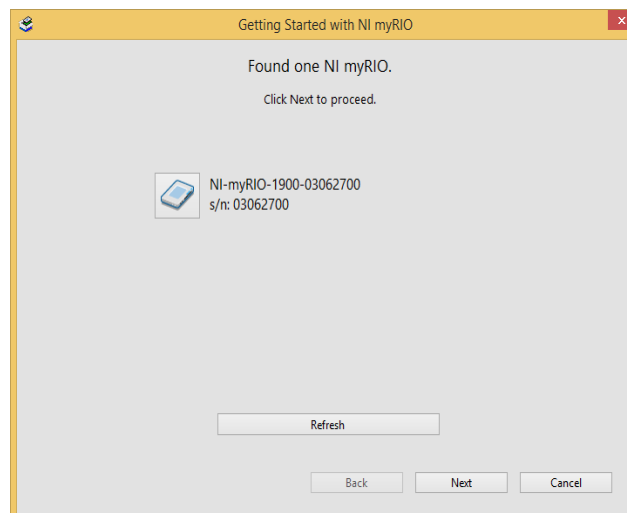 Getting Started with NI myRIO
x
Found one NI myRIO.
Click Next to proceed.
NI-myRIO-1900-03062700
s/n: 03062700
Refresh
Back
Next
Cancel